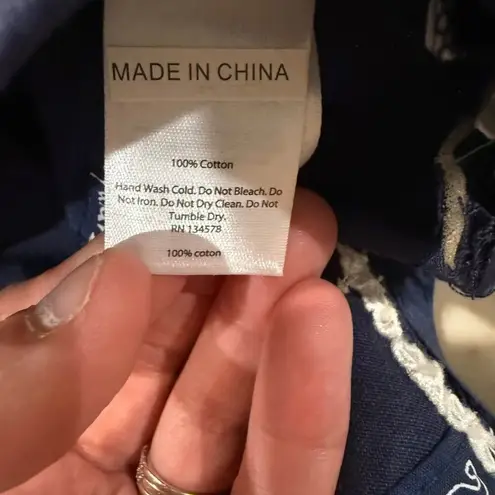 MADE IN CHINA
100% Cotton
Hand Wash Cold. Do Not Bleach. Do
Not Iron. Do Not Dry Clean. Do Not
Tumble Dry.
RN 134578
100% coton